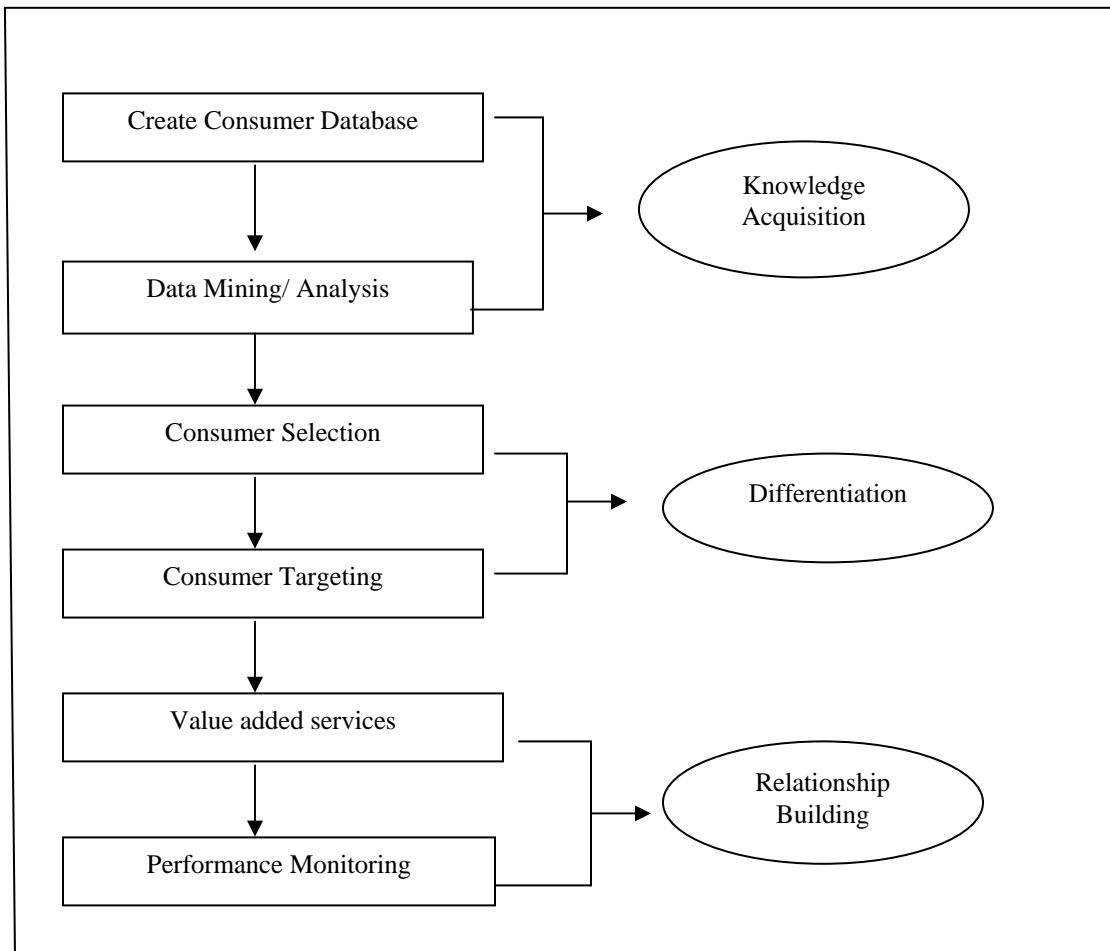 Create Consumer Database
Knowledge
Acquisition
Data Mining/ Analysis
Consumer Selection
Differentiation
Consumer Targeting
Value added services
Relationship
Building
Performance Monitoring